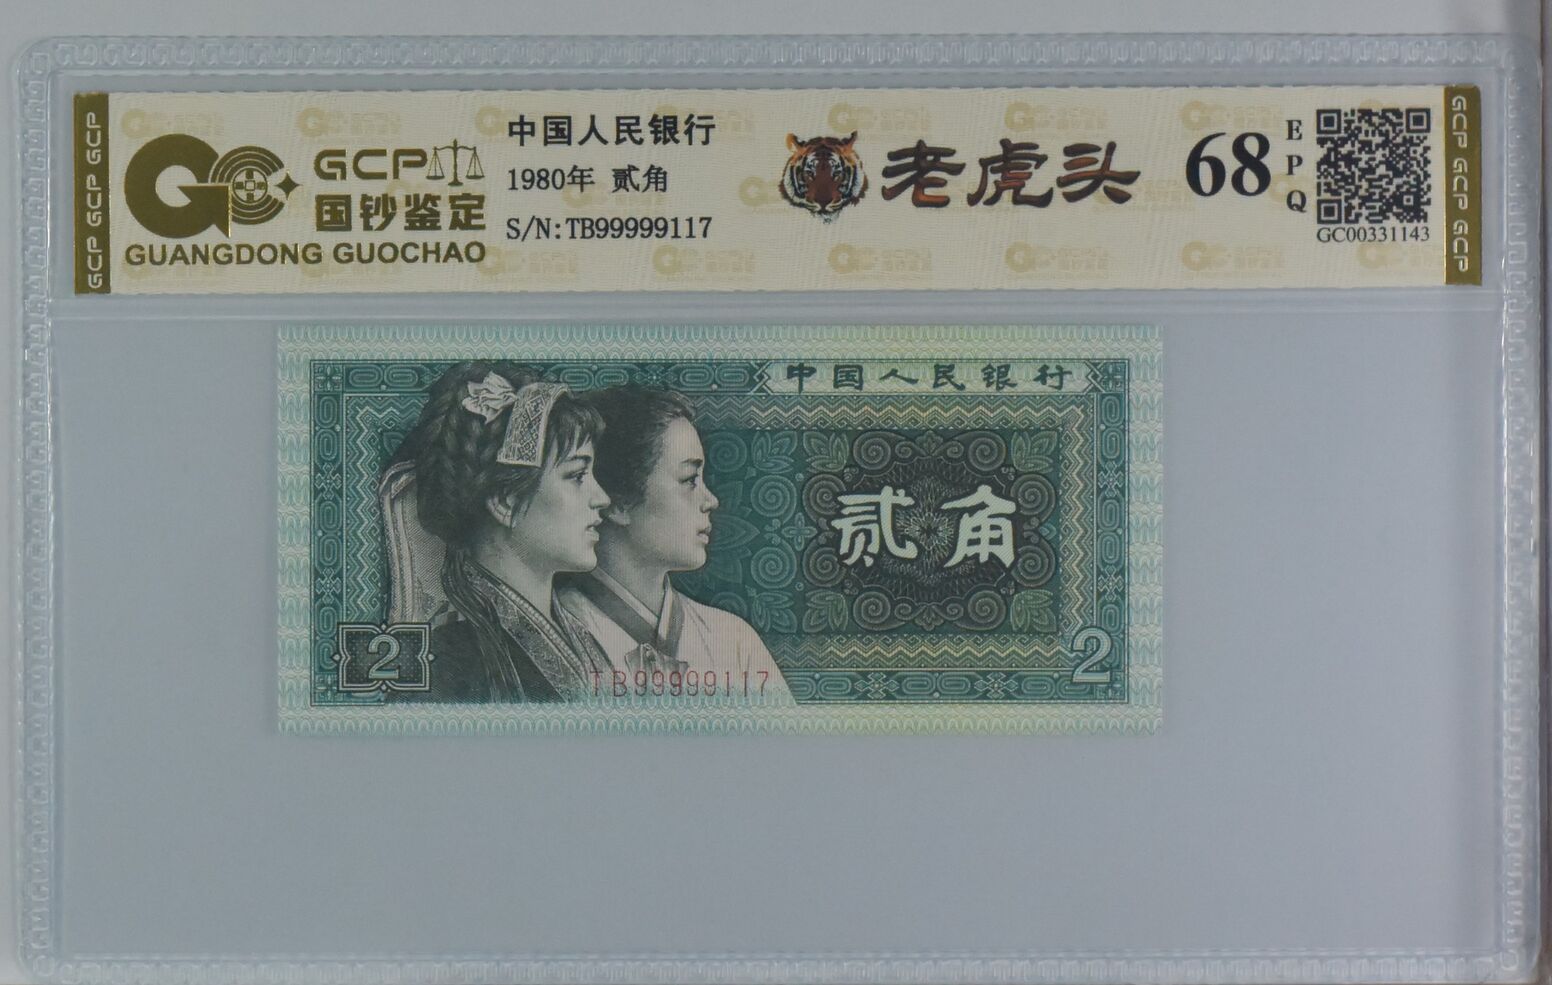 GCP GCP GCP
GCP
国钞鉴定
GUANGDONG GUOCHAO
中国人民银行
1980年 贰角
S/N:TB99999117
老虎头
68
EPQ
GC00331143
GCP GCP GCP
中国人民银行
贰角
2
2
TB99999117